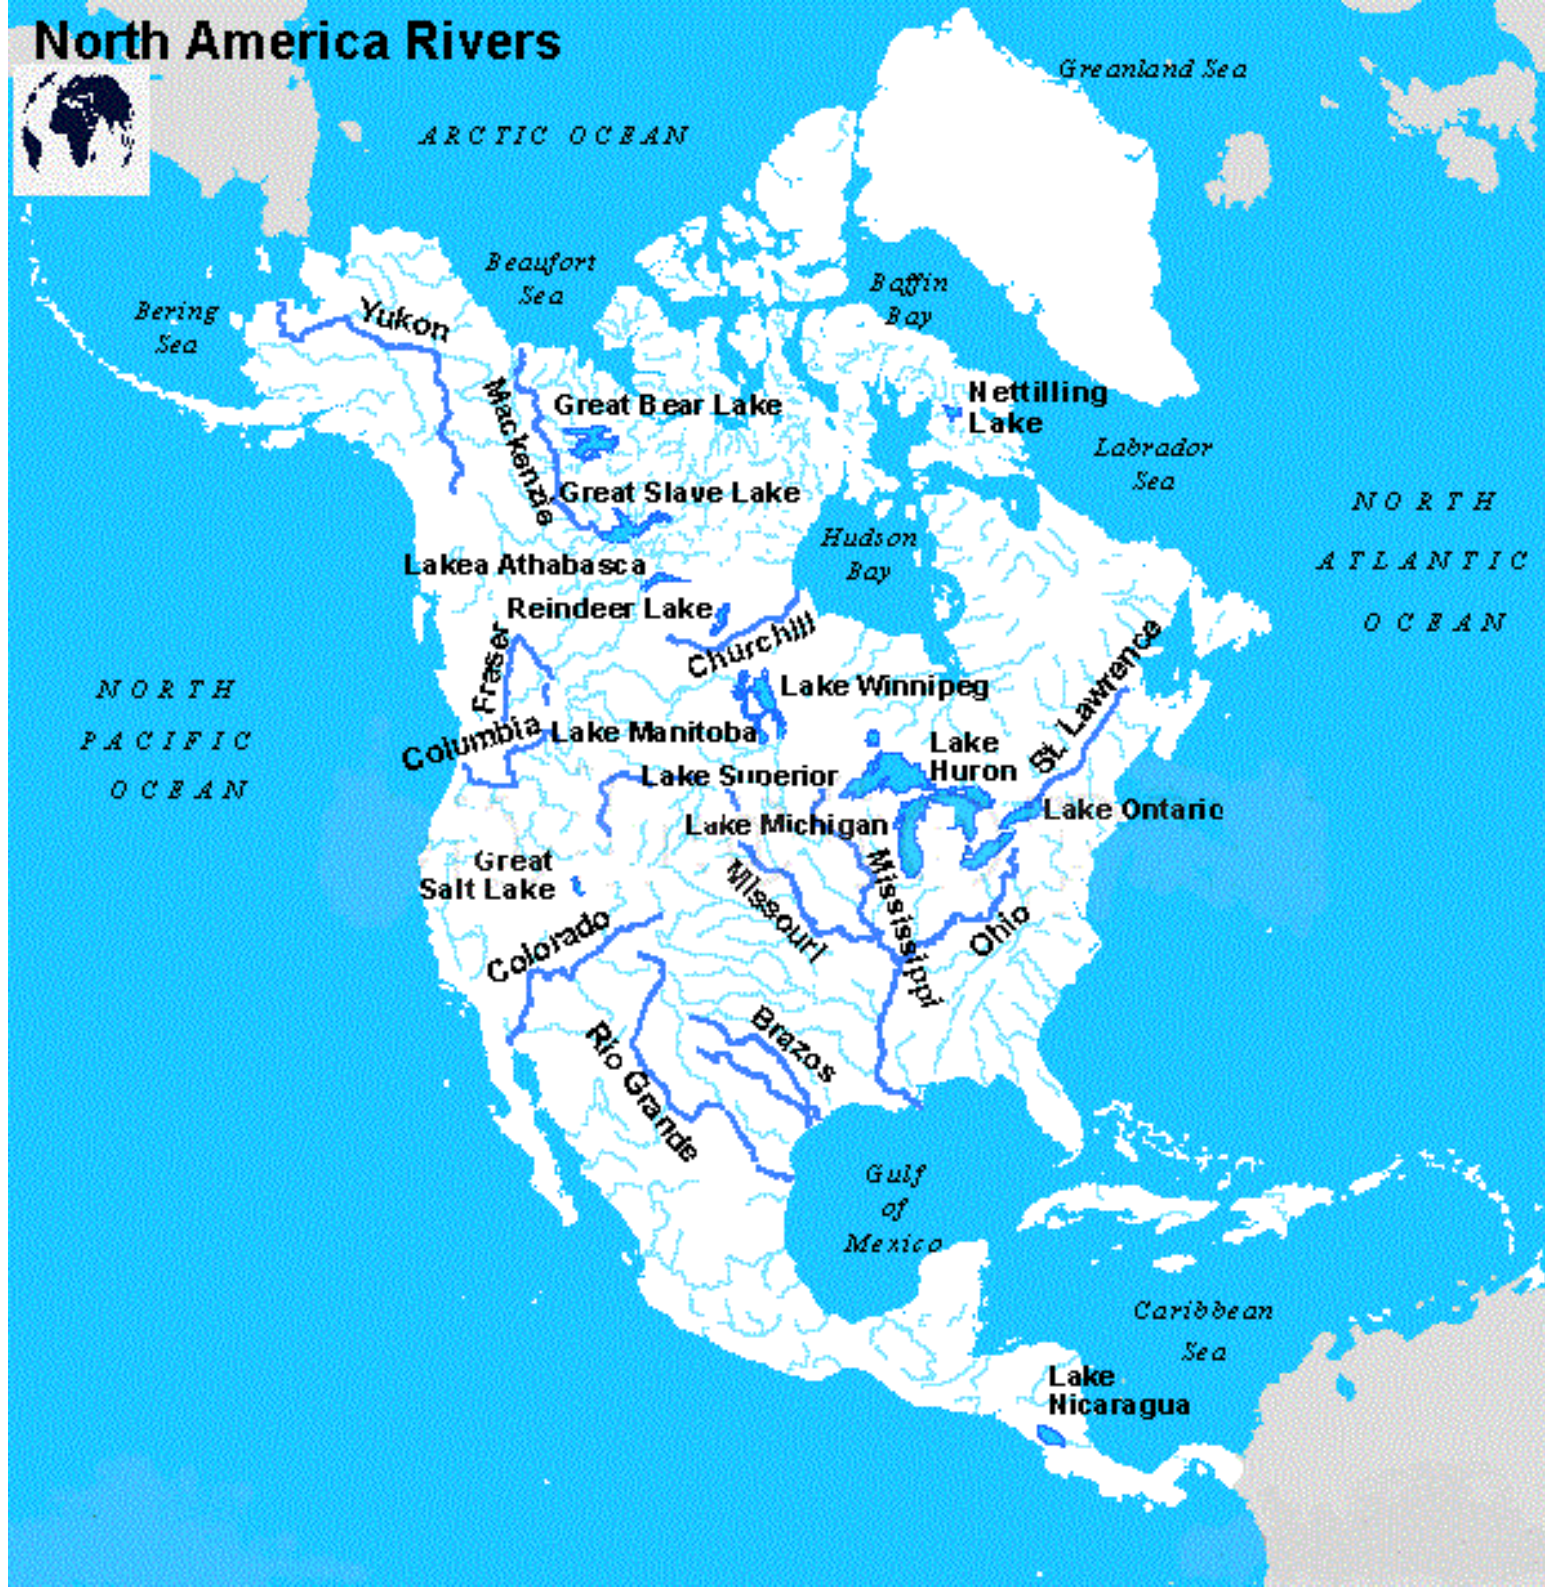 North America Rivers
Greanland Sea
ARCTIC OCEAN
Beaufort
Sea
Baffin
Bay
Bering
Sea
Yukon
Mackenzie
Great Bear Lake
Nettilling
Lake
Labrador
Sea
Great Slave Lake
NORTH
ATLANTIC
OCEAN
Hudson
Bay
Lakea Athabasca
Reindeer Lake
Churchill
Fraser
St. Lawrence
Lake Winnipeg
NORTH
PACIFIC
OCEAN
Columbia
Lake Manitoba
Lake
Huron
Lake Superior
Lake Ontario
Lake Michigan
Great
Salt Lake
Missouri
Mississippi
Ohio
Colorado
Rio Grande
Brazos
Gulf
of
Mexico
Caribbean
Sea
Lake
Nicaragua